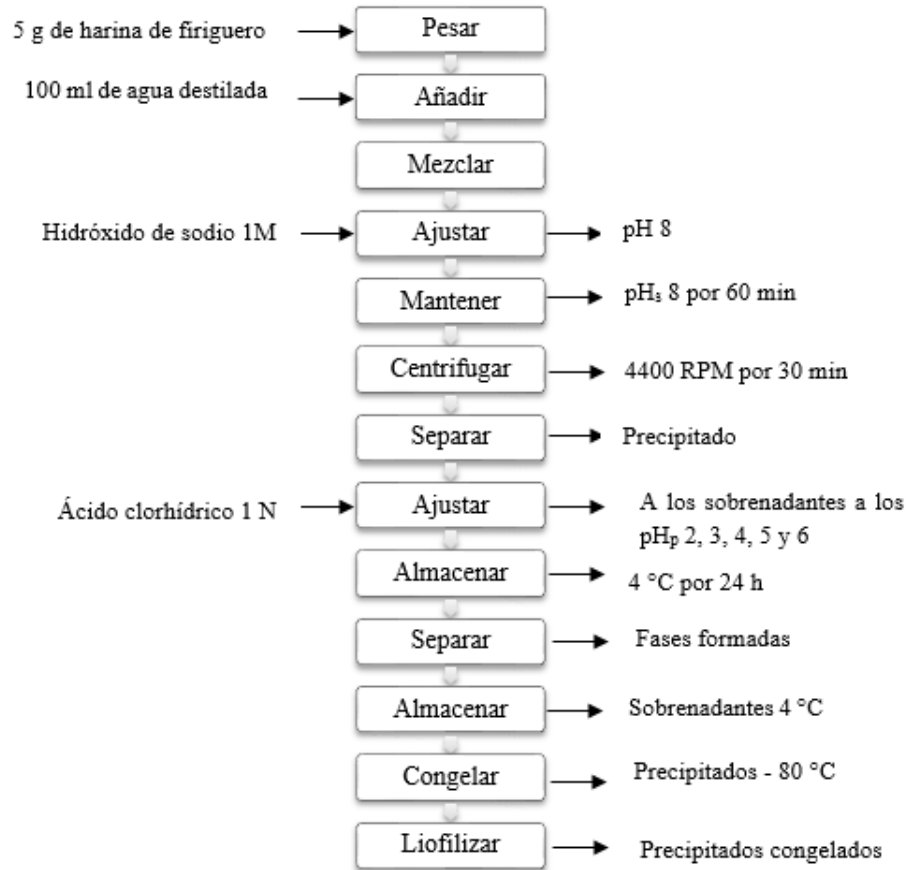 5 g de harina de firiguero
Pesar
100 ml de agua destilada
Añadir
Mezclar
Hidróxido de sodio 1M
Ajustar
pH 8
Mantener
pHₛ 8 por 60 min
Centrifugar
4400 RPM por 30 min
Separar
Precipitado
Ácido clorhídrico 1 N
Ajustar
A los sobrenadantes a los
pHₚ 2, 3, 4, 5 y 6
Almacenar
4 °C por 24 h
Separar
Fases formadas
Almacenar
Sobrenadantes 4 °C
Congelar
Precipitados - 80 °C
Liofilizar
Precipitados congelados